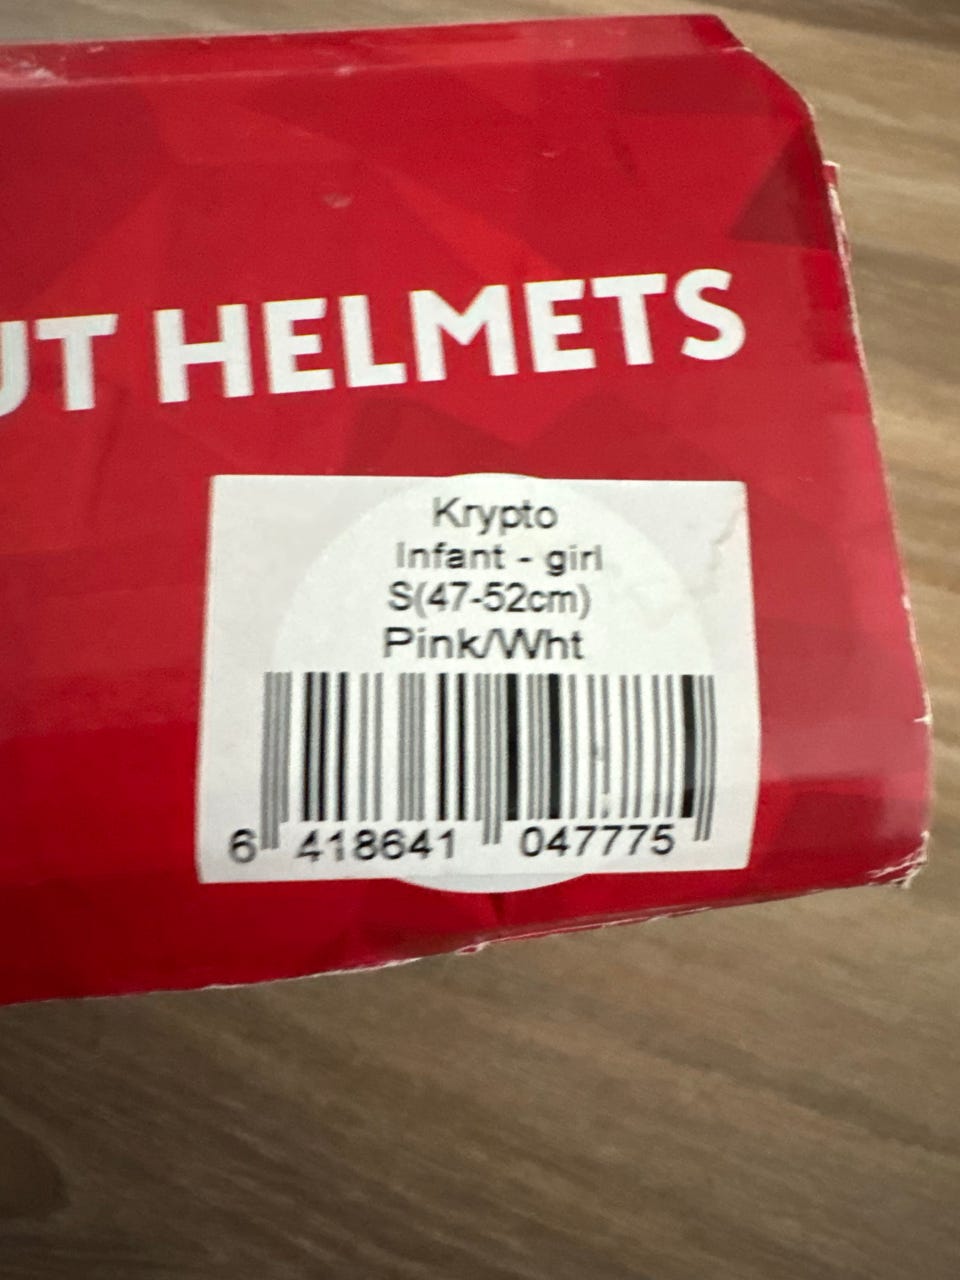 UT HELMETS
Krypto
Infant - girl
S(47-52cm)
Pink/Wht
6 418641 047775